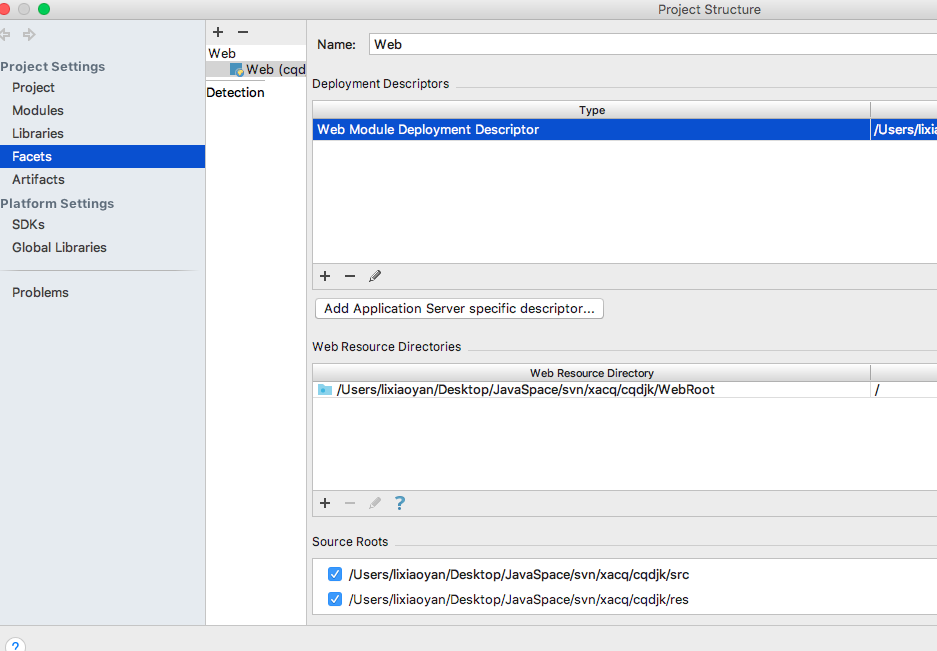 Project Structure
Project Settings
Project
Modules
Libraries
Facets
Artifacts
Platform Settings
SDKs
Global Libraries
Problems
?
+ −
Web
Web (cqd
Detection
Name: Web
Deployment Descriptors
Type
Web Module Deployment Descriptor /Users/lixia
+ −
Add Application Server specific descriptor...
Web Resource Directories
Web Resource Directory
/Users/lixiaoyan/Desktop/JavaSpace/svn/xacq/cqdjk/WebRoot /
+ − ?
Source Roots
/Users/lixiaoyan/Desktop/JavaSpace/svn/xacq/cqdjk/src
/Users/lixiaoyan/Desktop/JavaSpace/svn/xacq/cqdjk/res